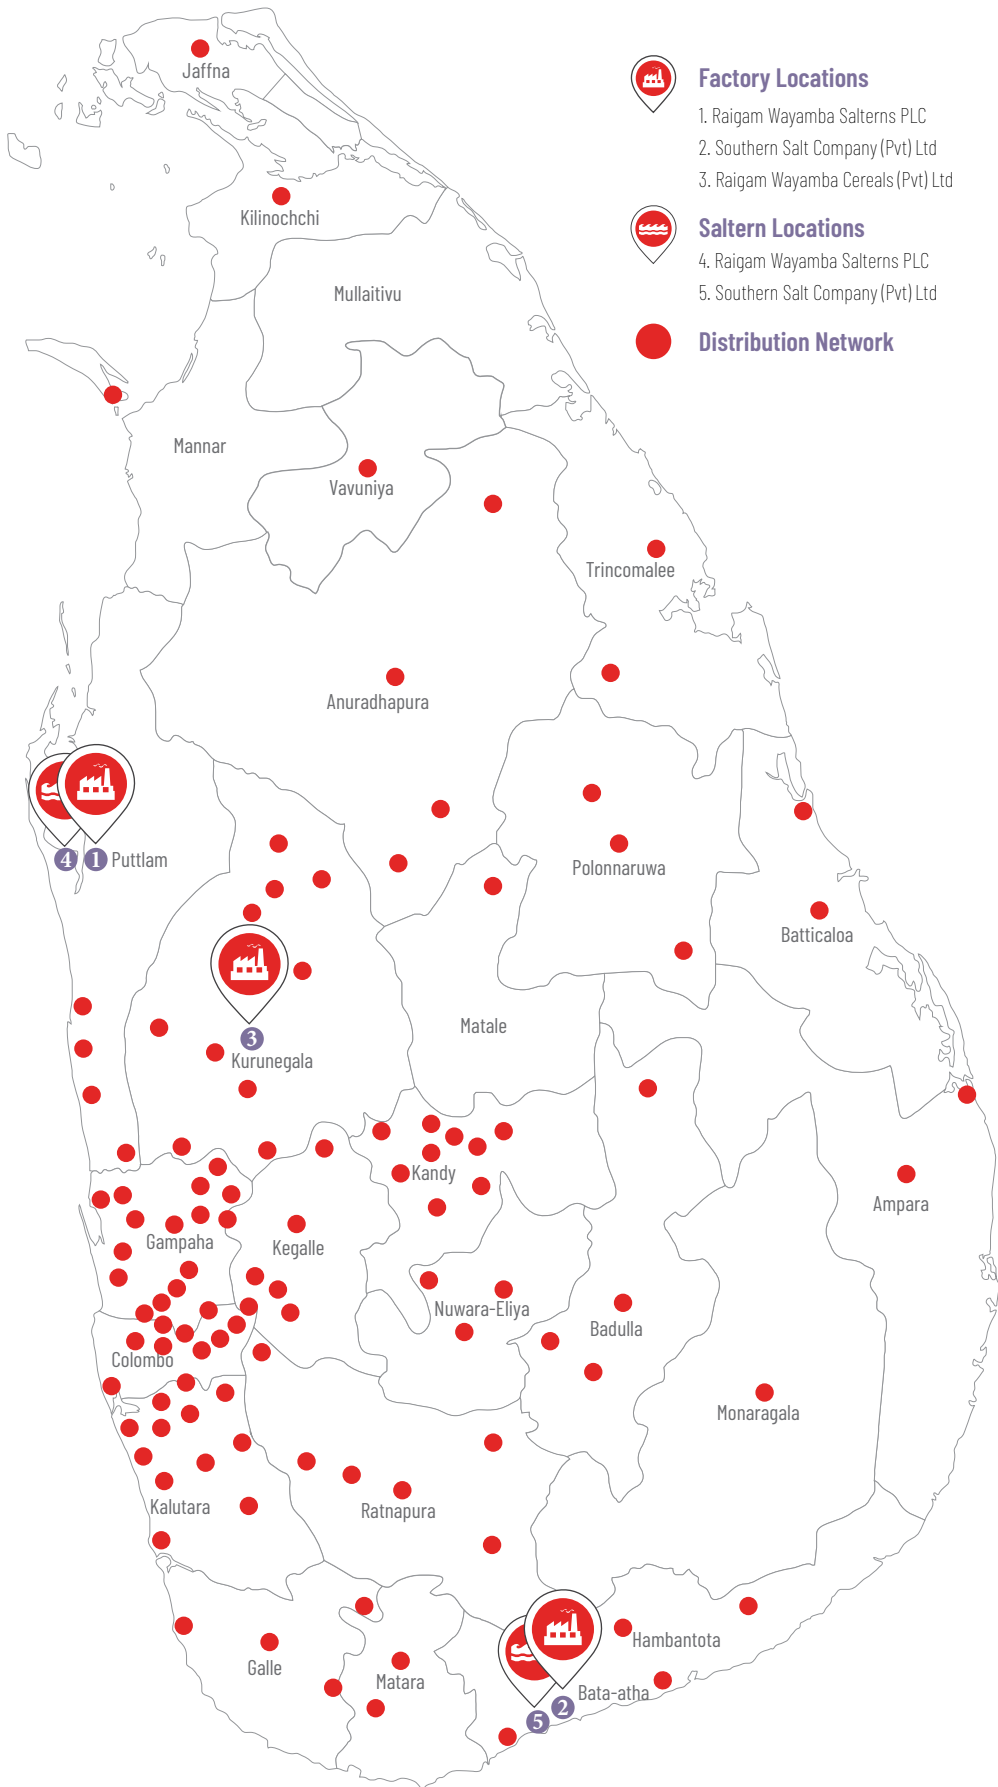 Jaffna
Factory Locations
1. Raigam Wayamba Salterns PLC
2. Southern Salt Company (Pvt) Ltd
3. Raigam Wayamba Cereals (Pvt) Ltd
Kilinochchi
Saltern Locations
4. Raigam Wayamba Salterns PLC
5. Southern Salt Company (Pvt) Ltd
Mullaitivu
Distribution Network
Mannar
Vavuniya
Trincomalee
Anuradhapura
4 1 Puttlam
Polonnaruwa
Batticaloa
Matale
3
Kurunegala
Kandy
Ampara
Gampaha
Kegalle
Nuwara-Eliya
Badulla
Colombo
Monaragala
Kalutara
Ratnapura
Hambantota
Galle
Matara
Bata-atha
5 2